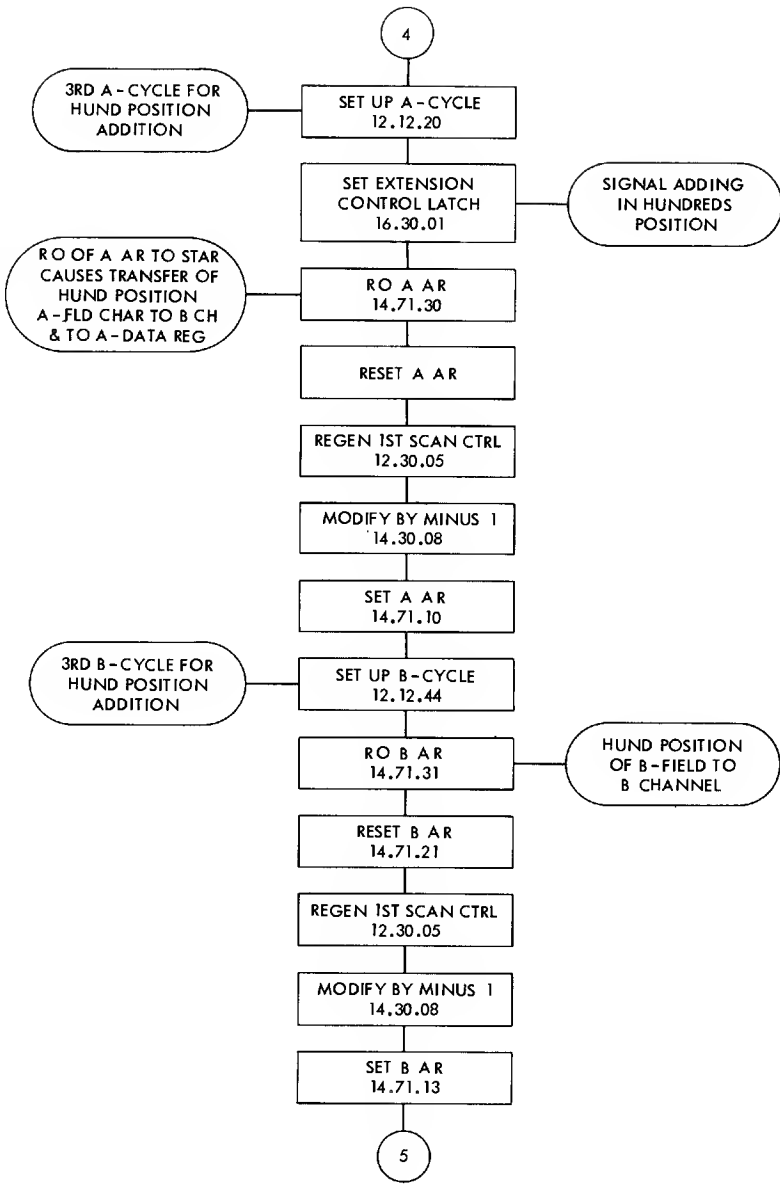 4
3RD A-CYCLE FOR
HUND POSITION
ADDITION
SET UP A-CYCLE
12.12.20
SET EXTENSION
CONTROL LATCH
16.30.01
SIGNAL ADDING
IN HUNDREDS
POSITION
RO OF A AR TO STAR
CAUSES TRANSFER OF
HUND POSITION
A-FLD CHAR TO B CH
& TO A-DATA REG
RO A AR
14.71.30
RESET A AR
REGEN 1ST SCAN CTRL
12.30.05
MODIFY BY MINUS 1
14.30.08
SET A AR
14.71.10
3RD B-CYCLE FOR
HUND POSITION
ADDITION
SET UP B-CYCLE
12.12.44
RO B AR
14.71.31
HUND POSITION
OF B-FIELD TO
B CHANNEL
RESET B AR
14.71.21
REGEN 1ST SCAN CTRL
12.30.05
MODIFY BY MINUS 1
14.30.08
SET B AR
14.71.13
5